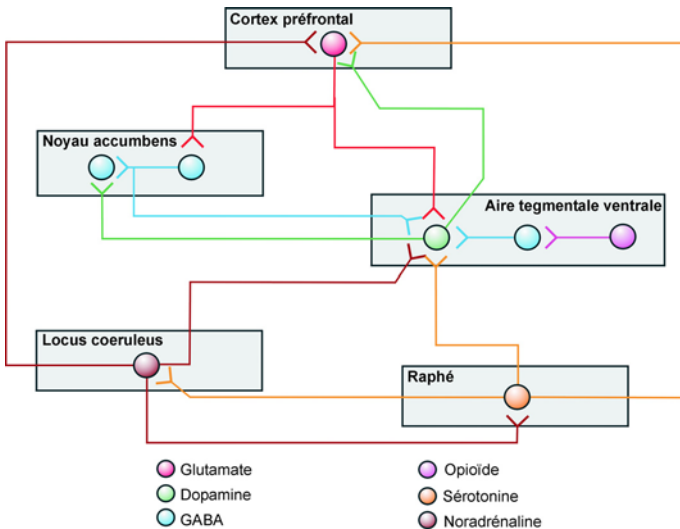 Cortex préfrontal
Noyau accumbens
Aire tegmentale ventrale
Locus coeruleus
Raphé
Glutamate
Dopamine
GABA
Opioïde
Sérotonine
Noradrénaline